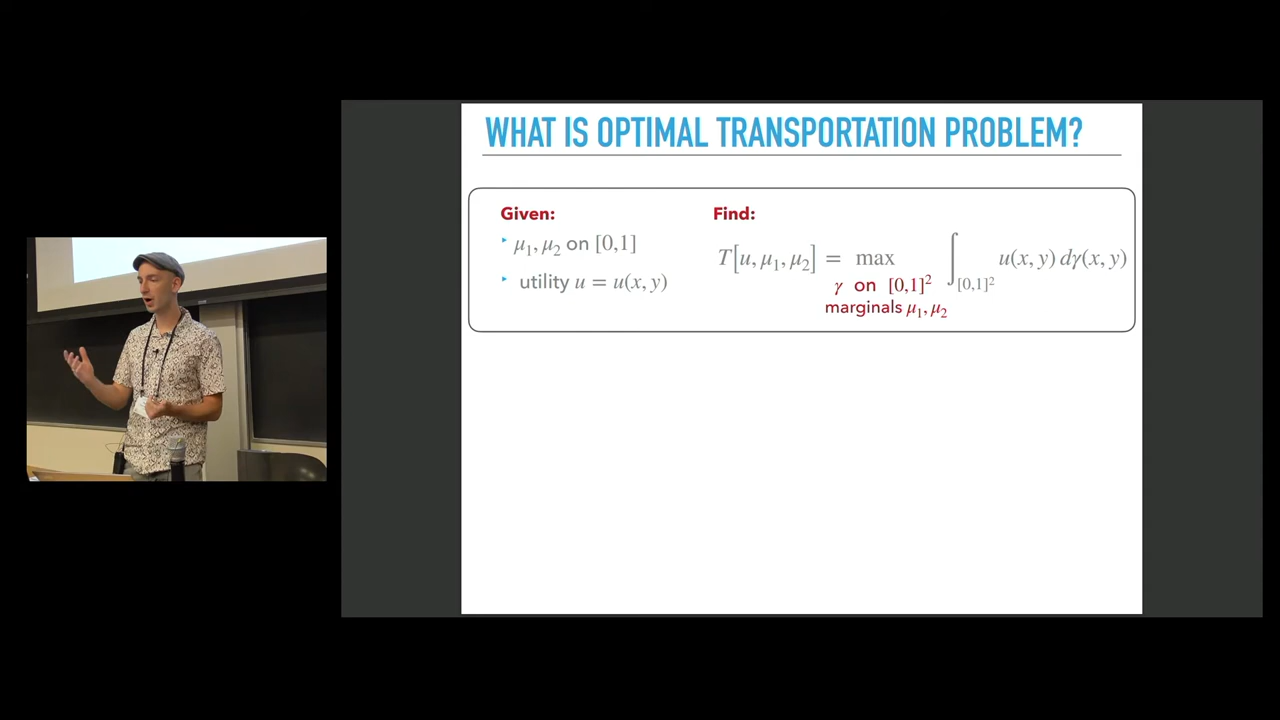 WHAT IS OPTIMAL TRANSPORTATION PROBLEM?
Given:
‣ μ₁, μ₂ on [0,1]
‣ utility u = u(x, y)
Find:
T[u, μ₁, μ₂] = max ∫_{[0,1]²} u(x, y) dγ(x, y)
γ on [0,1]²
marginals μ₁, μ₂